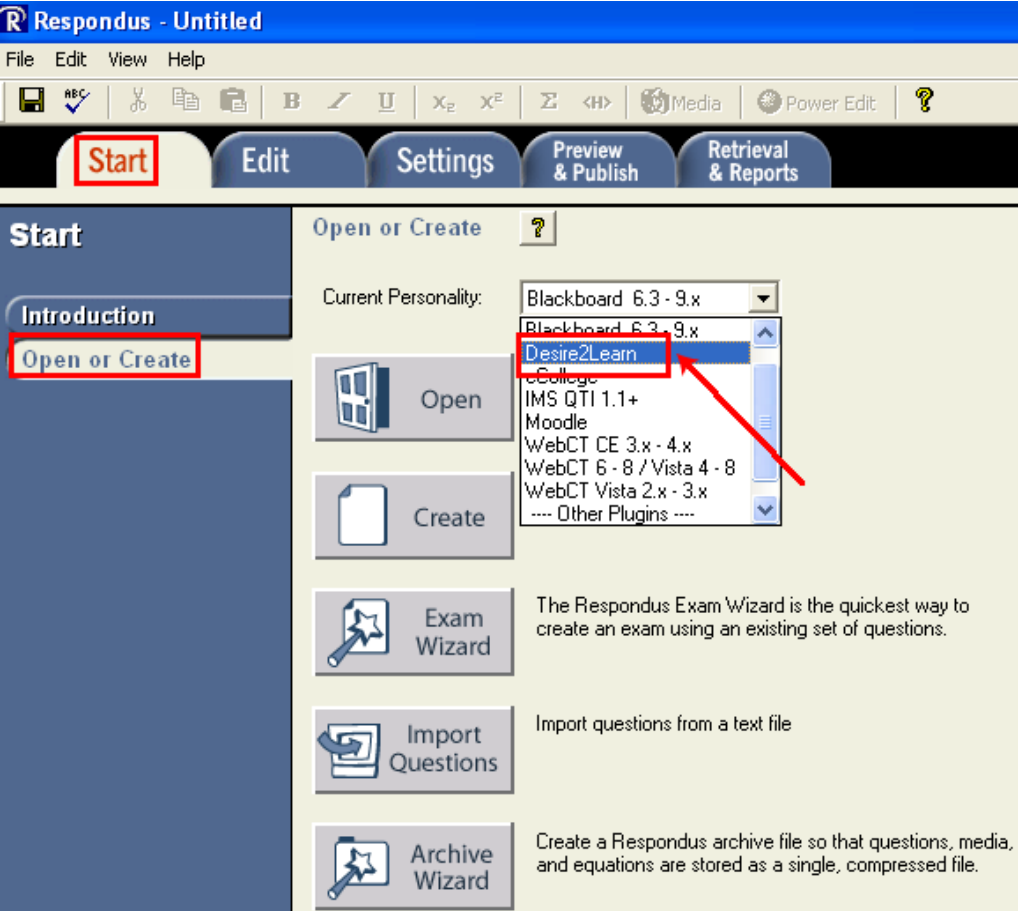 Respondus - Untitled
File Edit View Help
ABC B I U X₂ X² Σ <H> Media Power Edit ?
Start Edit Settings Preview & Publish Retrieval & Reports
Start
Introduction
Open or Create
Open or Create ?
Current Personality: Blackboard 6.3 - 9.x
Blackboard 6.3 - 9.x
Desire2Learn
eCollege
IMS QTI 1.1+
Moodle
WebCT CE 3.x - 4.x
WebCT 6 - 8 / Vista 4 - 8
WebCT Vista 2.x - 3.x
---- Other Plugins ----
Open
Create
Exam
Wizard
The Respondus Exam Wizard is the quickest way to
create an exam using an existing set of questions.
Import
Questions
Import questions from a text file
Archive
Wizard
Create a Respondus archive file so that questions, media,
and equations are stored as a single, compressed file.